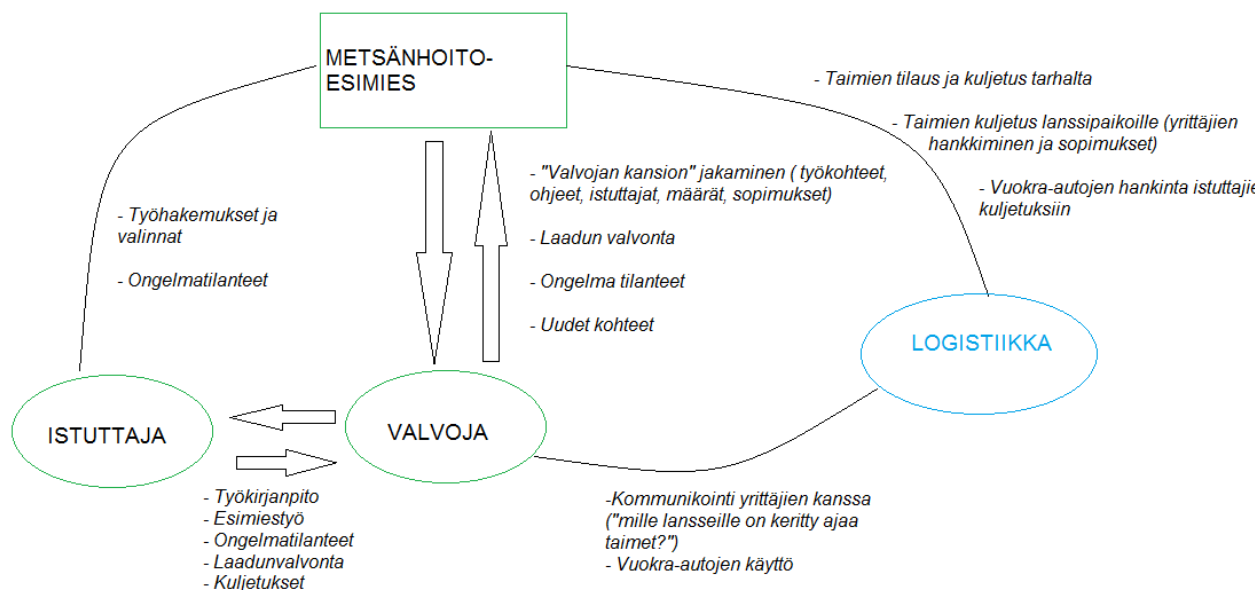 METSÄNHOITO-
ESIMIES
- Taimien tilaus ja kuljetus tarhalta
- Taimien kuljetus lanssipaikoille (yrittäjien
hankkiminen ja sopimukset)
- Vuokra-autojen hankinta istuttajie
kuljetuksiin
- "Valvojan kansion" jakaminen ( työkohteet,
ohjeet, istuttajat, määrät, sopimukset)
- Laadun valvonta
- Ongelma tilanteet
- Uudet kohteet
- Työhakemukset ja
valinnat
- Ongelmatilanteet
LOGISTIIKKA
ISTUTTAJA
VALVOJA
- Työkirjanpito
- Esimiestyö
- Ongelmatilanteet
- Laadunvalvonta
- Kuljetukset
-Kommunikointi yrittäjien kanssa
("mille lansseille on keritty ajaa
taimet?")
- Vuokra-autojen käyttö